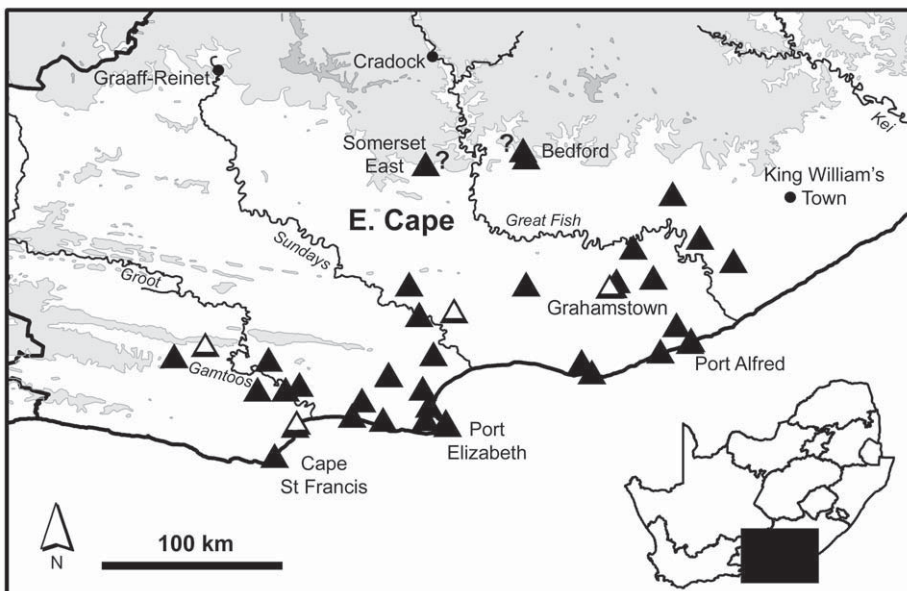 Cradock
Graaff-Reinet
Kei
Somerset
East
?
?
Bedford
King William's
Town
E. Cape
Great Fish
Sundays
Groot
Grahamstown
Gamtoos
Port Alfred
Port
Elizabeth
Cape
St Francis
N
100 km